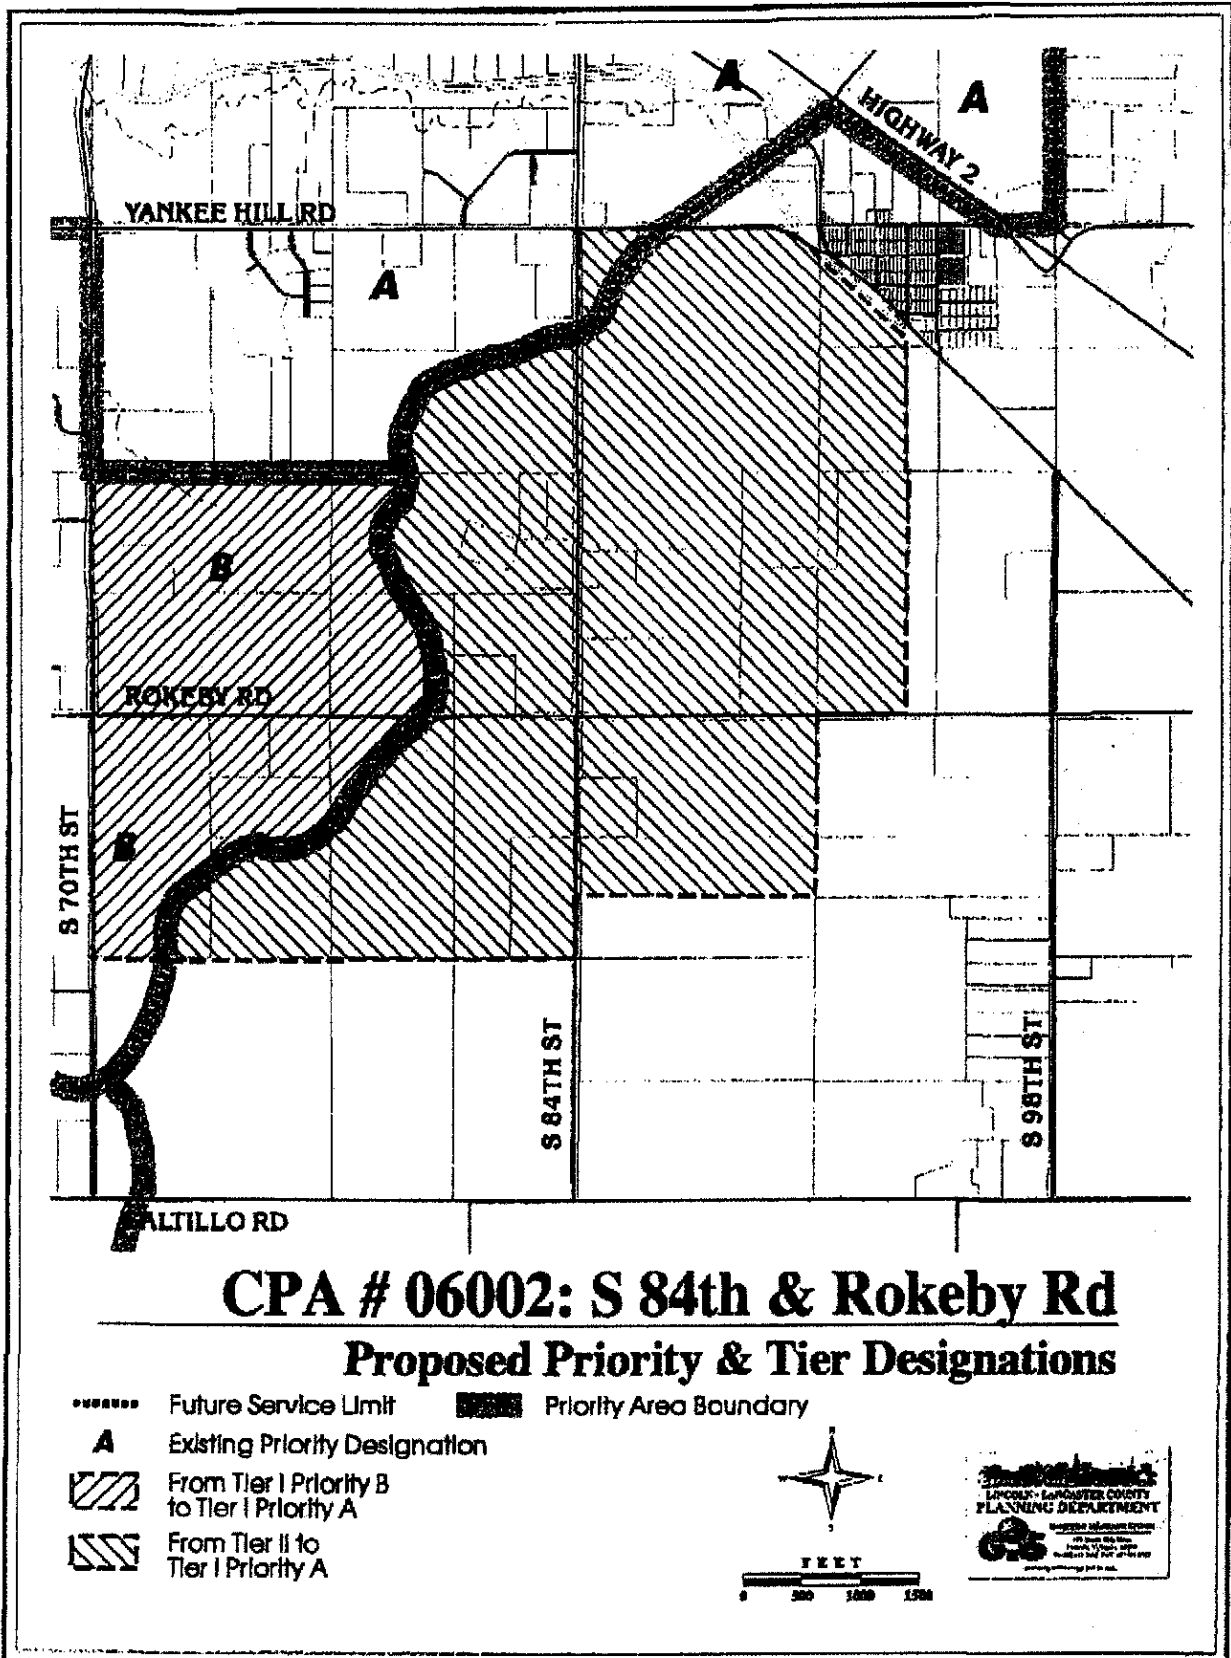 A
A
HIGHWAY 2
YANKEE HILL RD
A
B
ROKEBY RD
B
S 70TH ST
S 84TH ST
S 98TH ST
ALTILLO RD
CPA # 06002: S 84th & Rokeby Rd
Proposed Priority & Tier Designations
Future Service Limit
Priority Area Boundary
A Existing Priority Designation
From Tier I Priority B
to Tier I Priority A
From Tier II to
Tier I Priority A
N
W E
S
FEET
0 500 1000 1500
LINCOLN - LANCASTER COUNTY
PLANNING DEPARTMENT